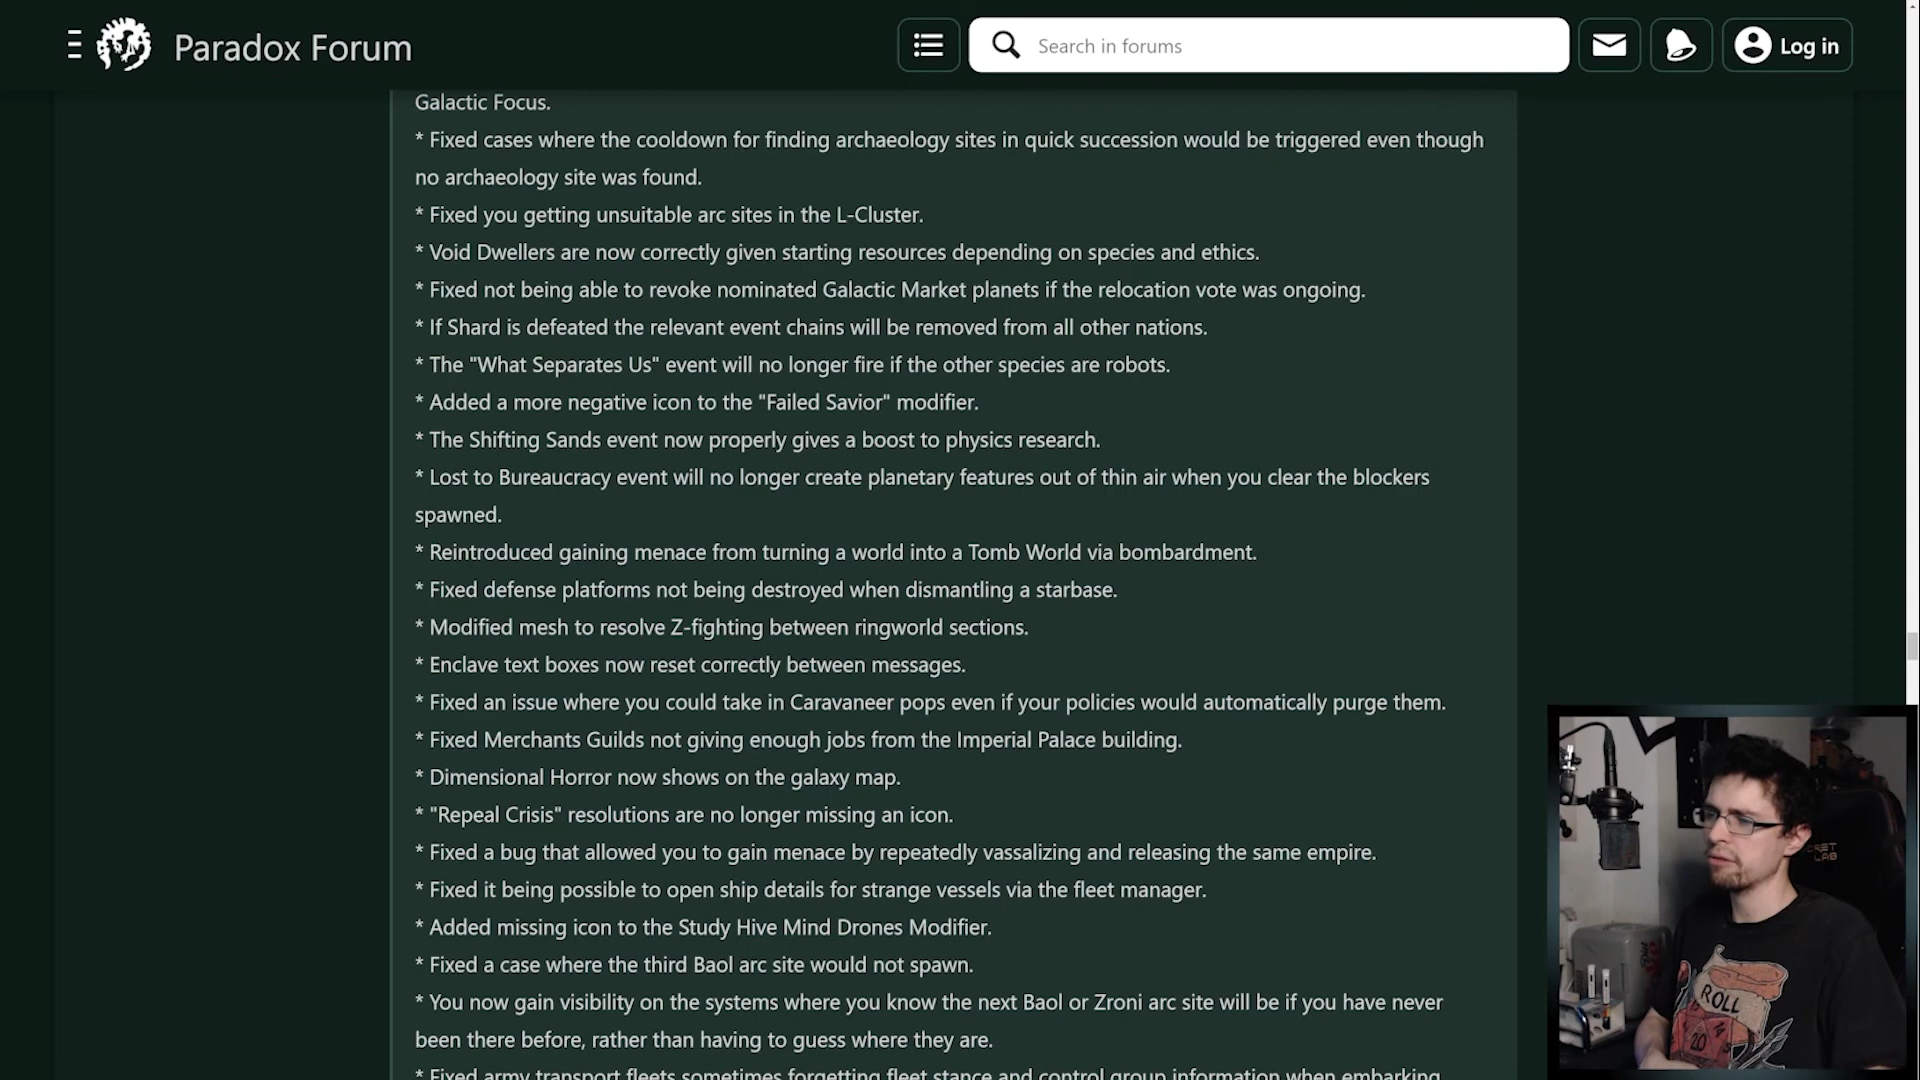 Paradox Forum
Search in forums
Log in
Galactic Focus.
* Fixed cases where the cooldown for finding archaeology sites in quick succession would be triggered even though
no archaeology site was found.
* Fixed you getting unsuitable arc sites in the L-Cluster.
* Void Dwellers are now correctly given starting resources depending on species and ethics.
* Fixed not being able to revoke nominated Galactic Market planets if the relocation vote was ongoing.
* If Shard is defeated the relevant event chains will be removed from all other nations.
* The "What Separates Us" event will no longer fire if the other species are robots.
* Added a more negative icon to the "Failed Savior" modifier.
* The Shifting Sands event now properly gives a boost to physics research.
* Lost to Bureaucracy event will no longer create planetary features out of thin air when you clear the blockers
spawned.
* Reintroduced gaining menace from turning a world into a Tomb World via bombardment.
* Fixed defense platforms not being destroyed when dismantling a starbase.
* Modified mesh to resolve Z-fighting between ringworld sections.
* Enclave text boxes now reset correctly between messages.
* Fixed an issue where you could take in Caravaneer pops even if your policies would automatically purge them.
* Fixed Merchants Guilds not giving enough jobs from the Imperial Palace building.
* Dimensional Horror now shows on the galaxy map.
* "Repeal Crisis" resolutions are no longer missing an icon.
* Fixed a bug that allowed you to gain menace by repeatedly vassalizing and releasing the same empire.
* Fixed it being possible to open ship details for strange vessels via the fleet manager.
* Added missing icon to the Study Hive Mind Drones Modifier.
* Fixed a case where the third Baol arc site would not spawn.
* You now gain visibility on the systems where you know the next Baol or Zroni arc site will be if you have never
been there before, rather than having to guess where they are.
* Fixed army transport fleets sometimes forgetting fleet stance and control group information when embarking
ROLL
20